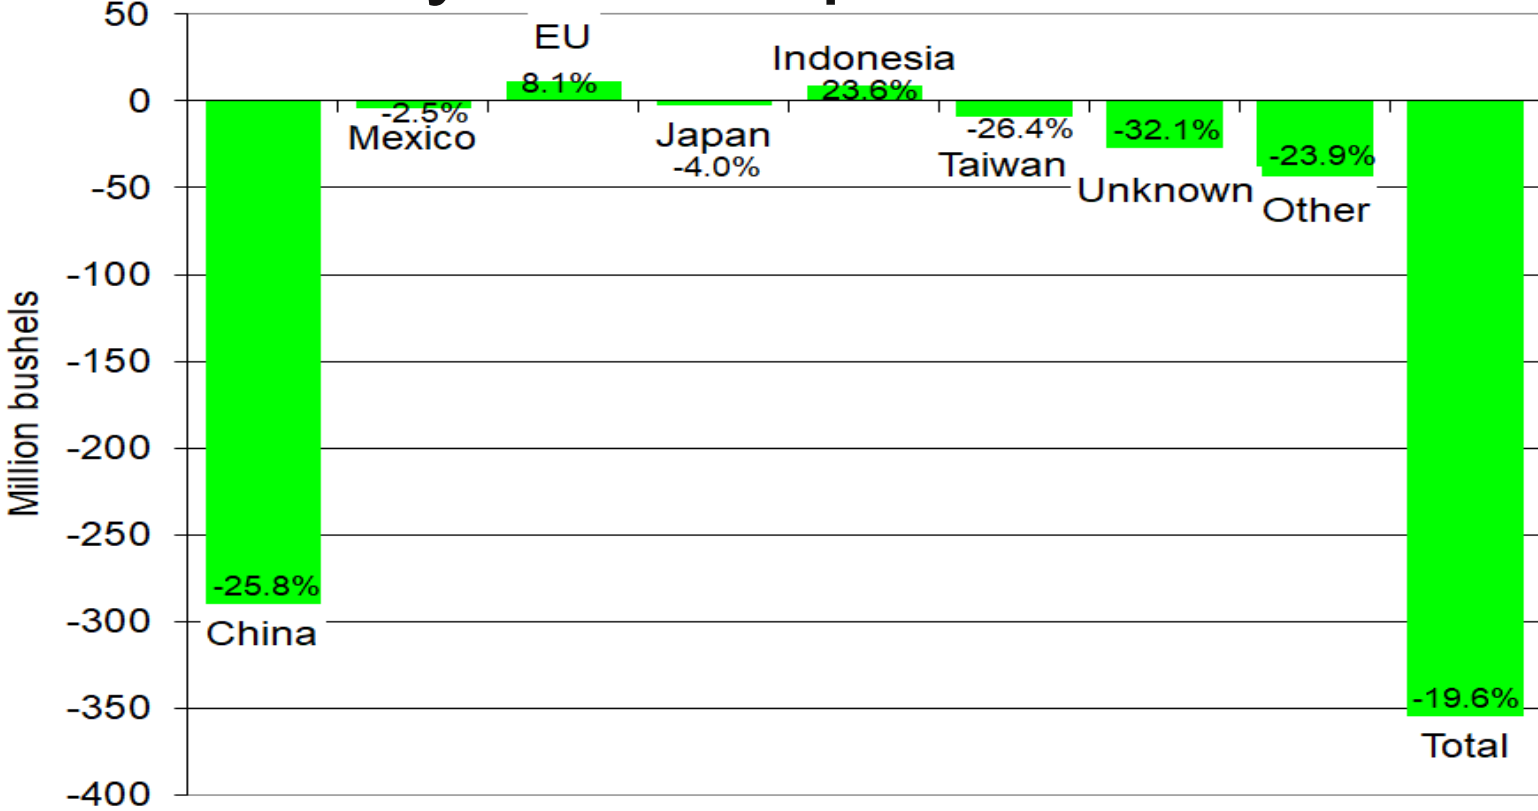 50
0
-50
-100
-150
-200
-250
-300
-350
-400
Million bushels
-25.8%
China
-2.5%
Mexico
EU
8.1%
Japan
-4.0%
Indonesia
23.6%
-26.4%
Taiwan
-32.1%
Unknown
-23.9%
Other
-19.6%
Total